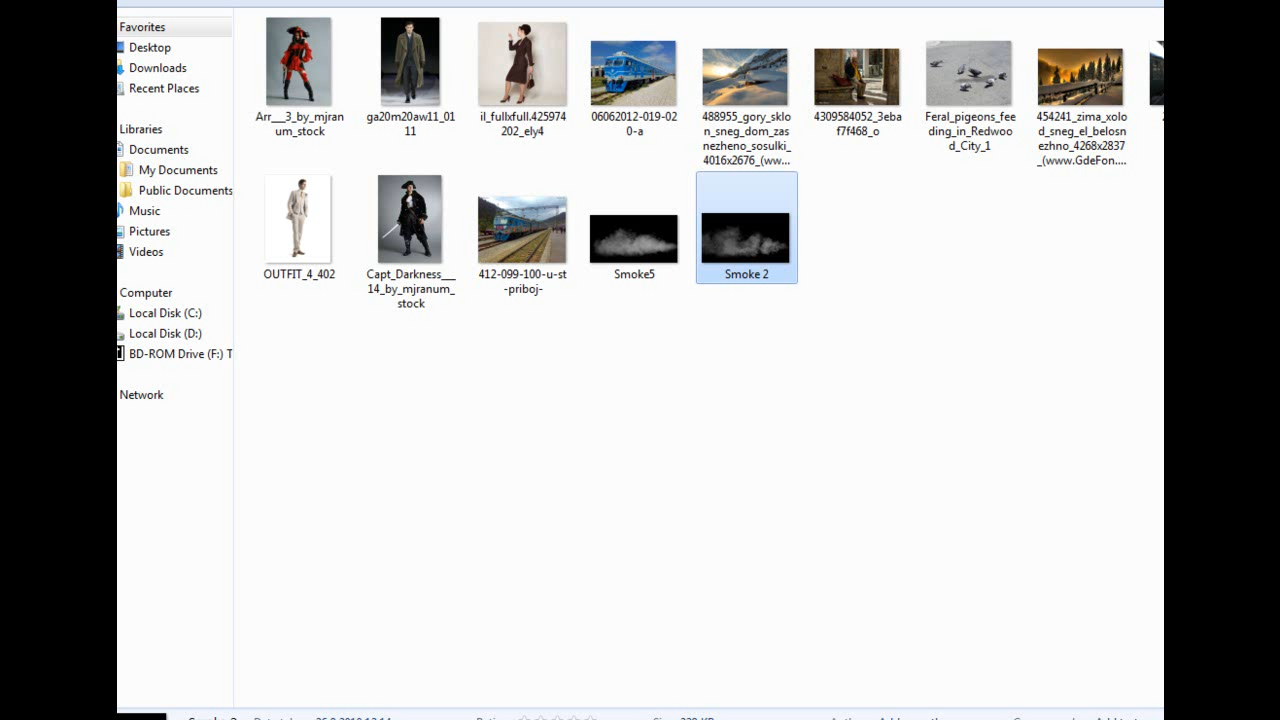 Favorites
Desktop
Downloads
Recent Places
Libraries
Documents
My Documents
Public Documents
Music
Pictures
Videos
Computer
Local Disk (C:)
Local Disk (D:)
BD-ROM Drive (F:) T
Network
Arr___3_by_mjran
um_stock
ga20m20aw11_01
11
il_fullxfull.425974
202_ely4
06062012-019-02
0-a
488955_gory_sklo
n_sneg_dom_zas
nezheno_sosulki_
4016x2676_(ww...
4309584052_3eba
f7f468_o
Feral_pigeons_fee
ding_in_Redwoo
d_City_1
454241_zima_xolo
d_sneg_el_belosn
ezhno_4268x2837
_(www.GdeFon....
OUTFIT_4_402
Capt_Darkness___
14_by_mjranum_
stock
412-099-100-u-st
-priboj-
Smoke5
Smoke 2